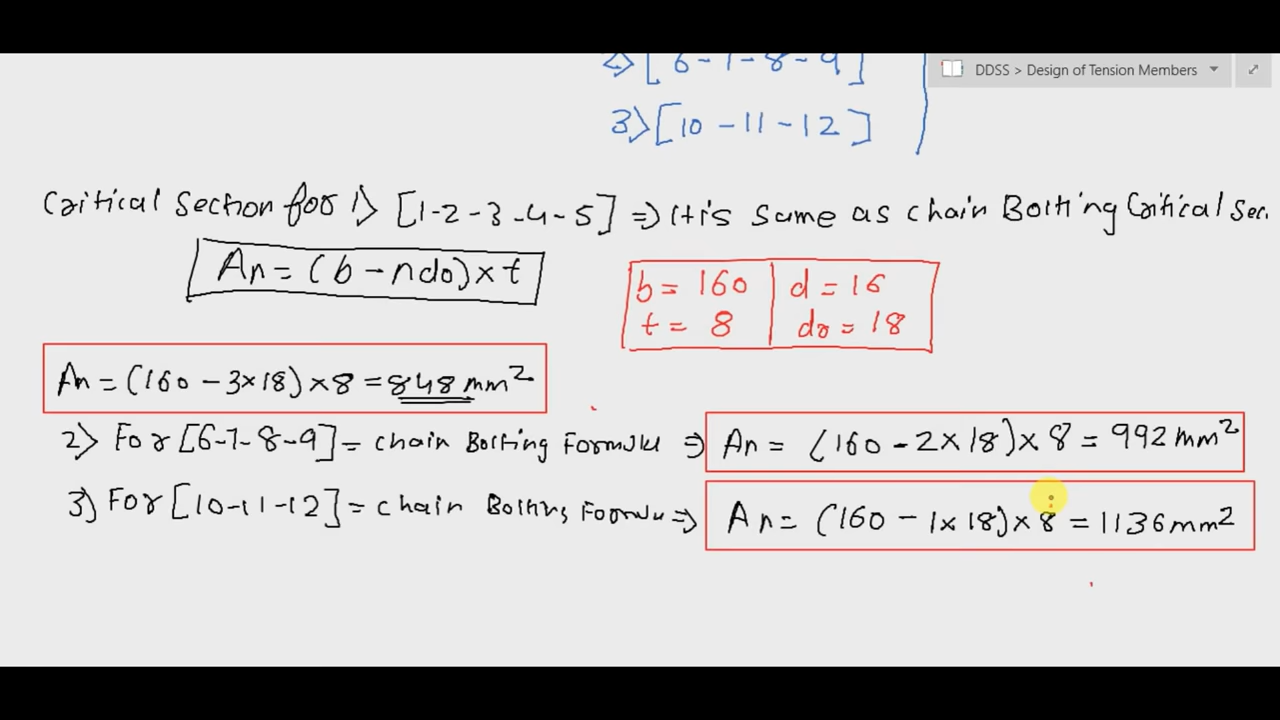 2) [6-7-8-9]
DDSS > Design of Tension Members
3) [10-11-12]
Critical Section for 1) [1-2-3-4-5] ⇒ It is same as chain Bolting Critical Sec.
An = (b - ndo) × t
b = 160 d = 16
t = 8 do = 18
An = (160 - 3×18) × 8 = 848 mm²
2) For [6-7-8-9] = chain Bolting Formula ⇒ An = (160 - 2×18) × 8 = 992 mm²
3) For [10-11-12] = chain Bolting Formula ⇒ An = (160 - 1×18) × 8 = 1136 mm²